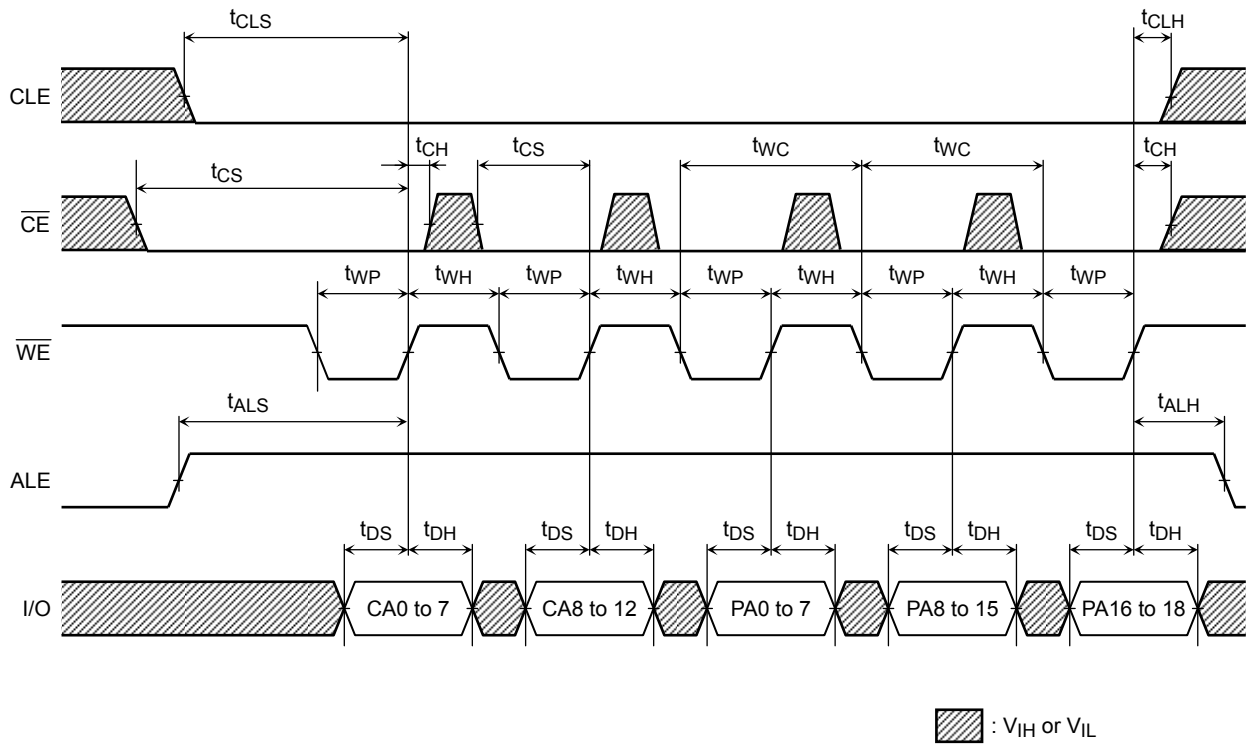 tCLS tCLH
CLE
tCH tCS tWC tWC tCH
tCS
CE
tWP tWH tWP tWH tWP tWH tWP tWH tWP
WE
tALS tALH
ALE
tDS tDH tDS tDH tDS tDH tDS tDH tDS tDH
I/O CA0 to 7 CA8 to 12 PA0 to 7 PA8 to 15 PA16 to 18
: VIH or VIL